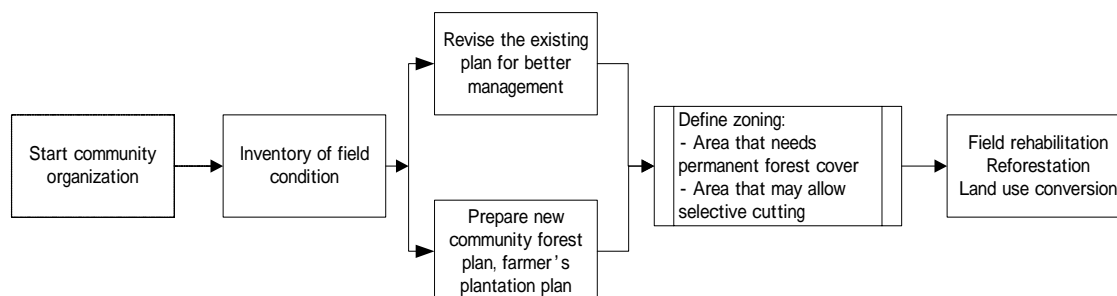 Start community
organization
Inventory of field
condition
Revise the existing
plan for better
management
Prepare new
community forest
plan, farmer's
plantation plan
Define zoning:
- Area that needs
permanent forest cover
- Area that may allow
selective cutting
Field rehabilitation
Reforestation
Land use conversion